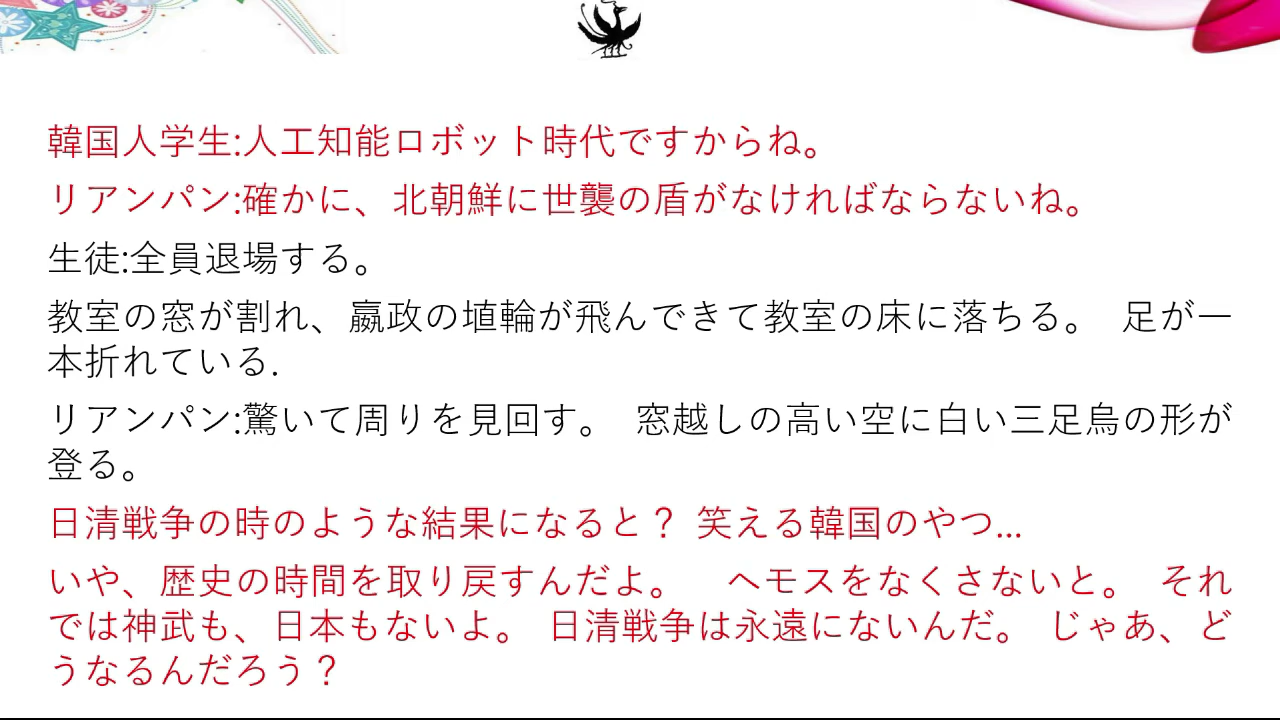 韓国人学生:人工知能ロボット時代ですからね。
リアンパン:確かに、北朝鮮に世襲の盾がなければならないね。
生徒:全員退場する。
教室の窓が割れ、嬴政の埴輪が飛んできて教室の床に落ちる。 足が一
本折れている.
リアンパン:驚いて周りを見回す。 窓越しの高い空に白い三足烏の形が
登る。
日清戦争の時のような結果になると？ 笑える韓国のやつ...
いや、歴史の時間を取り戻すんだよ。 ヘモスをなくさないと。 それ
では神武も、日本もないよ。 日清戦争は永遠にないんだ。 じゃあ、ど
うなるんだろう？